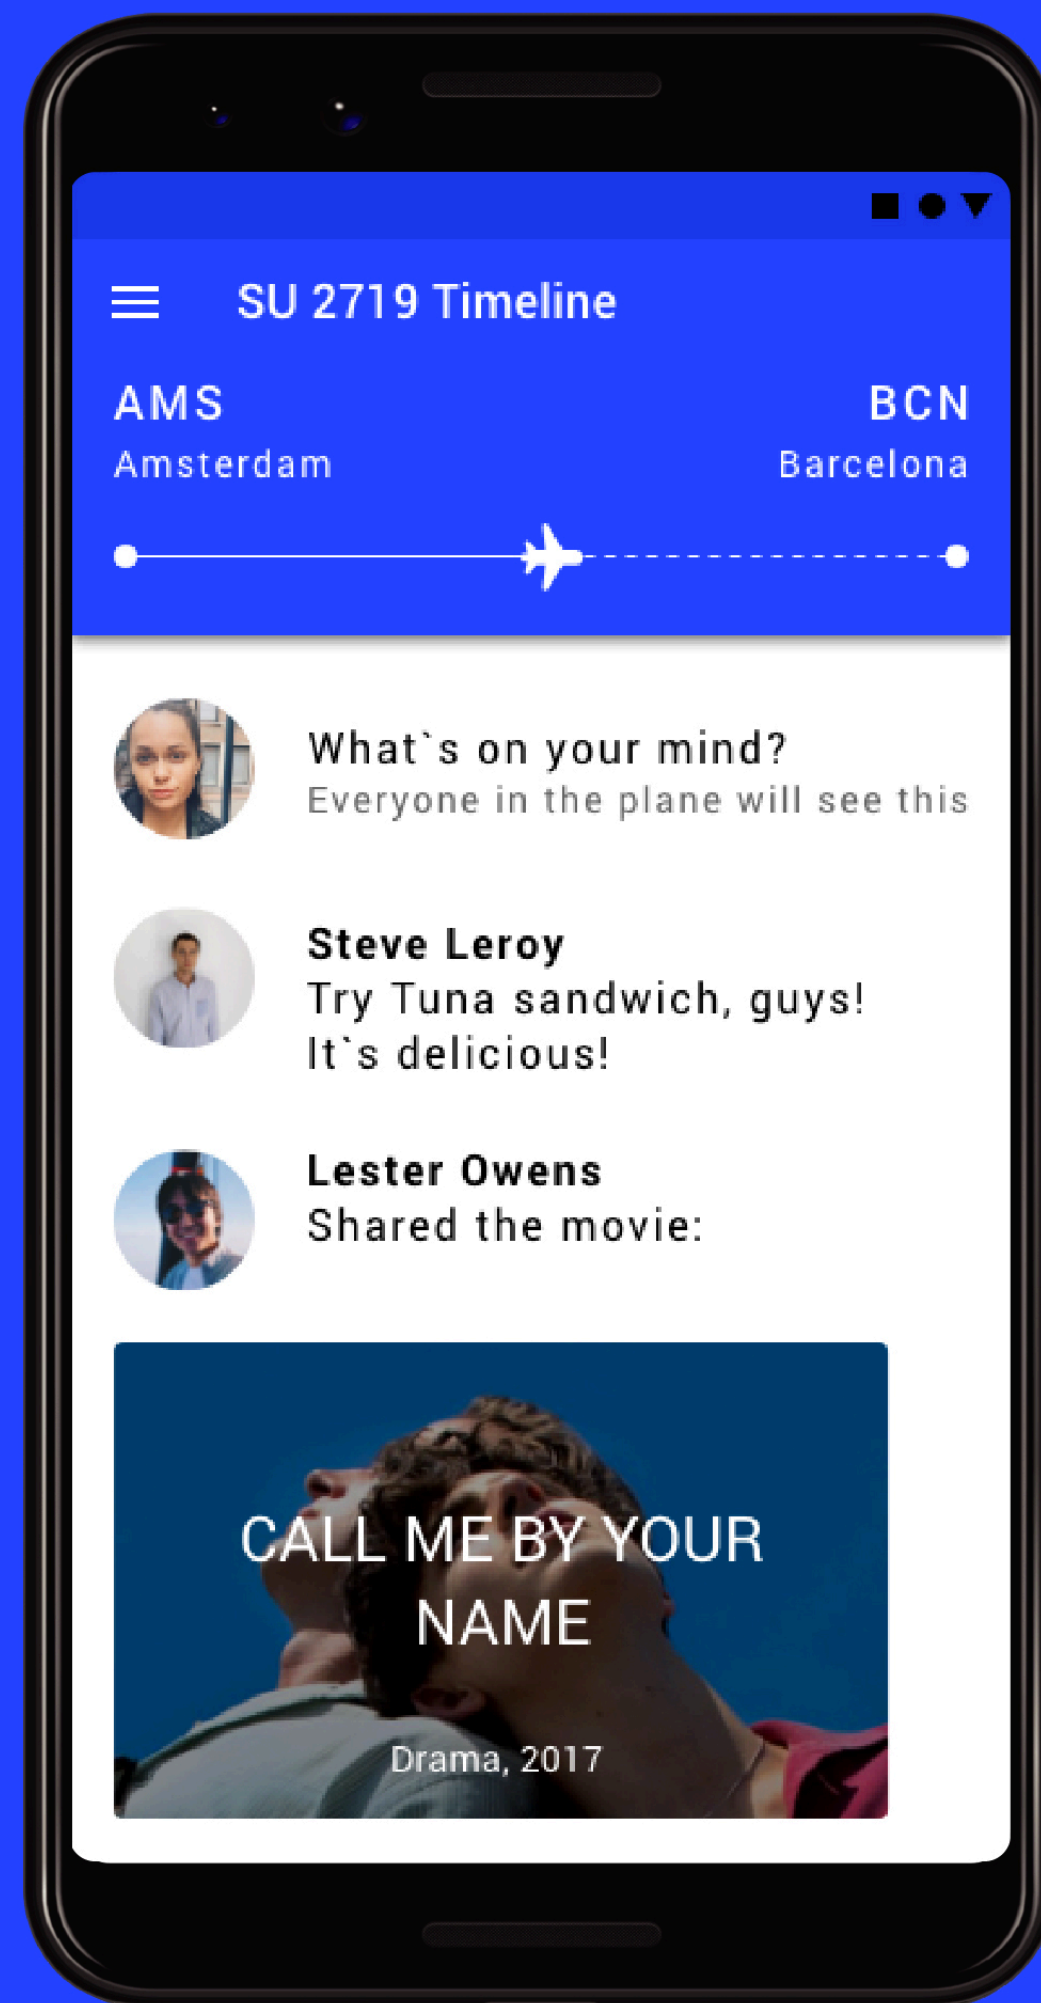 SU 2719 Timeline
AMS
BCN
Amsterdam
Barcelona
What`s on your mind?
Everyone in the plane will see this
Steve Leroy
Try Tuna sandwich, guys!
It`s delicious!
Lester Owens
Shared the movie:
CALL ME BY YOUR
NAME
Drama, 2017